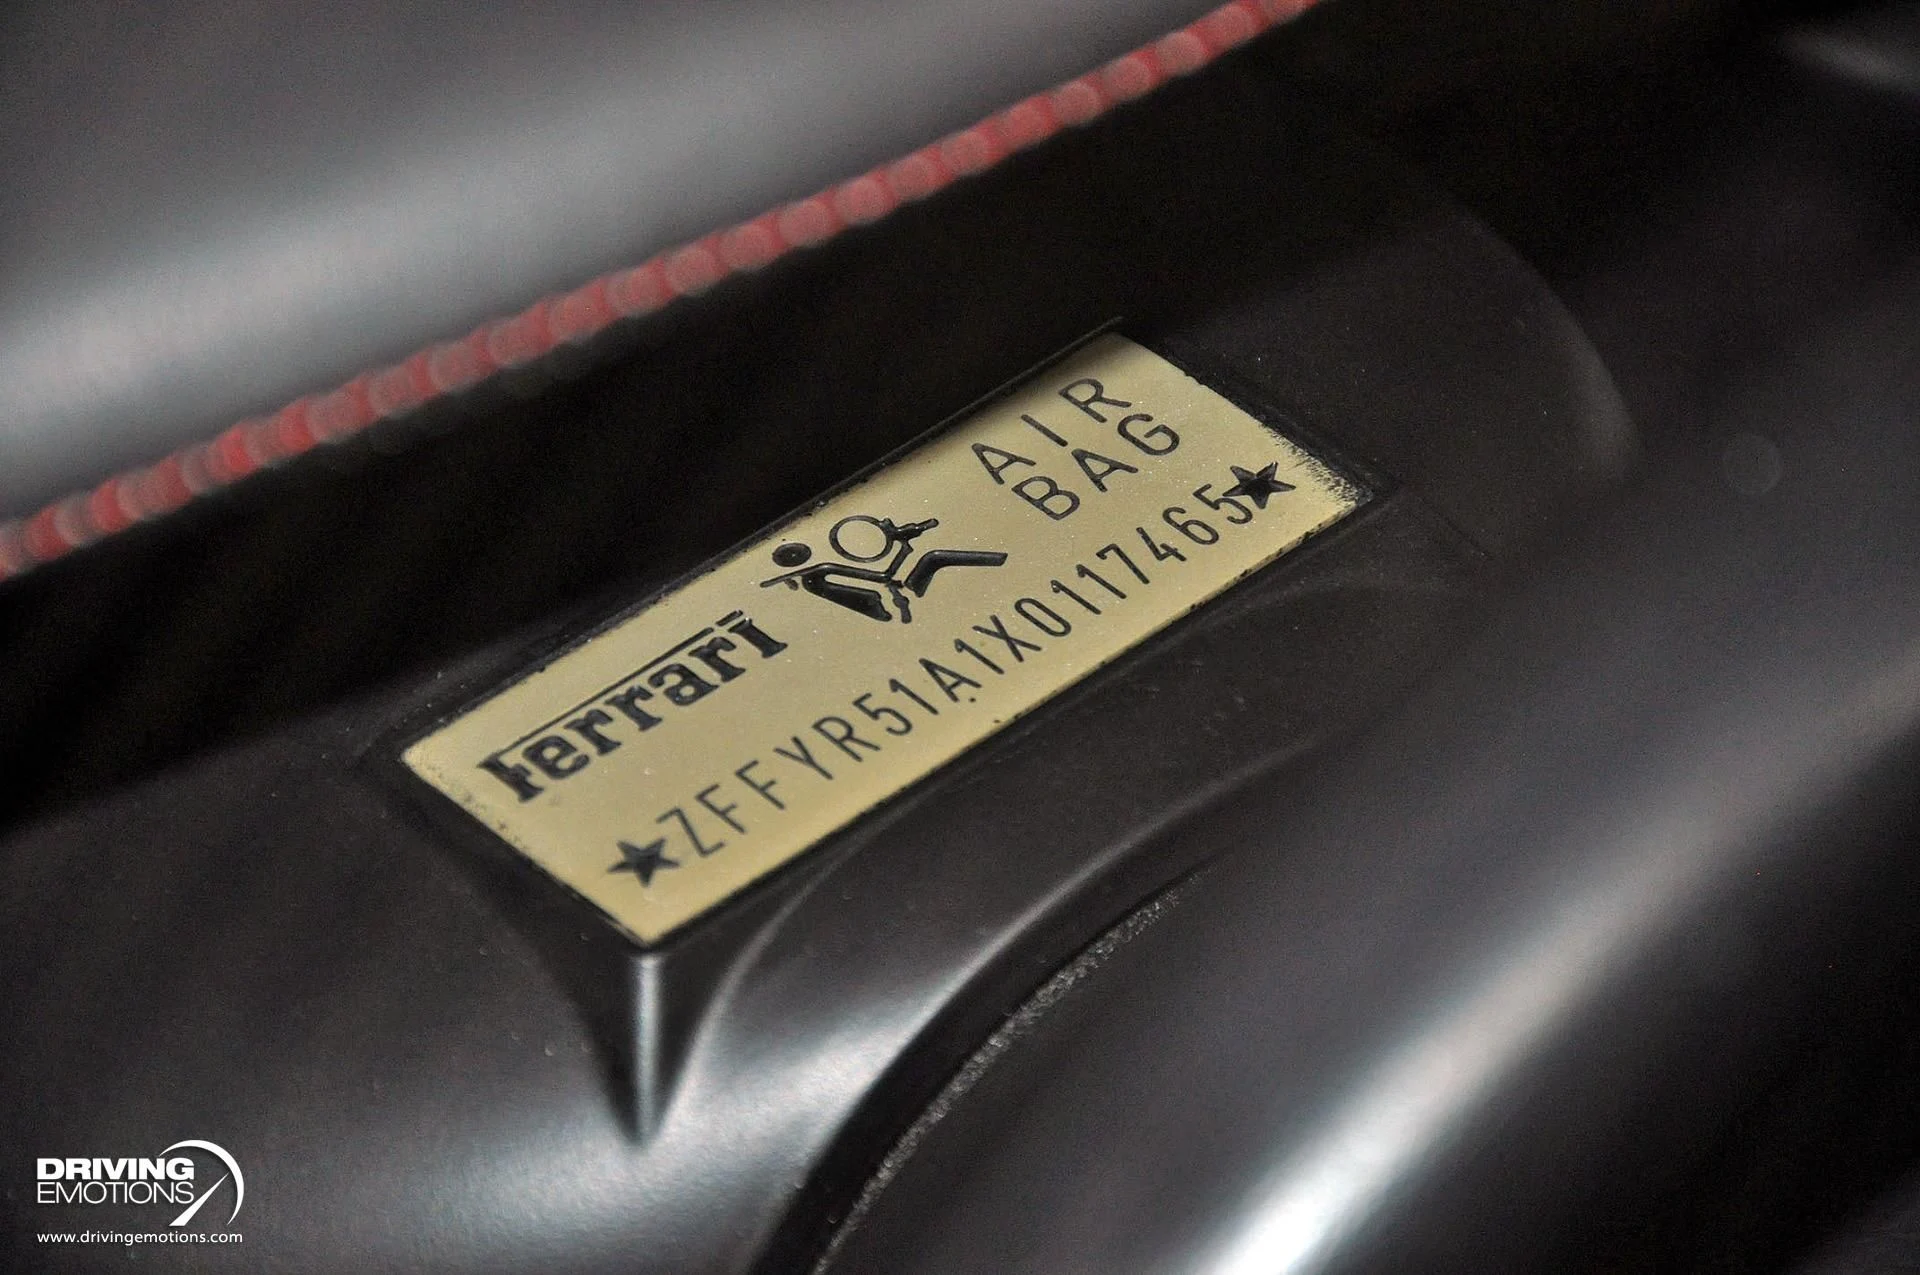 Ferrari
AIR
BAG
★ZFFYR51A1X0117465★
DRIVING
EMOTIONS
www.drivingemotions.com